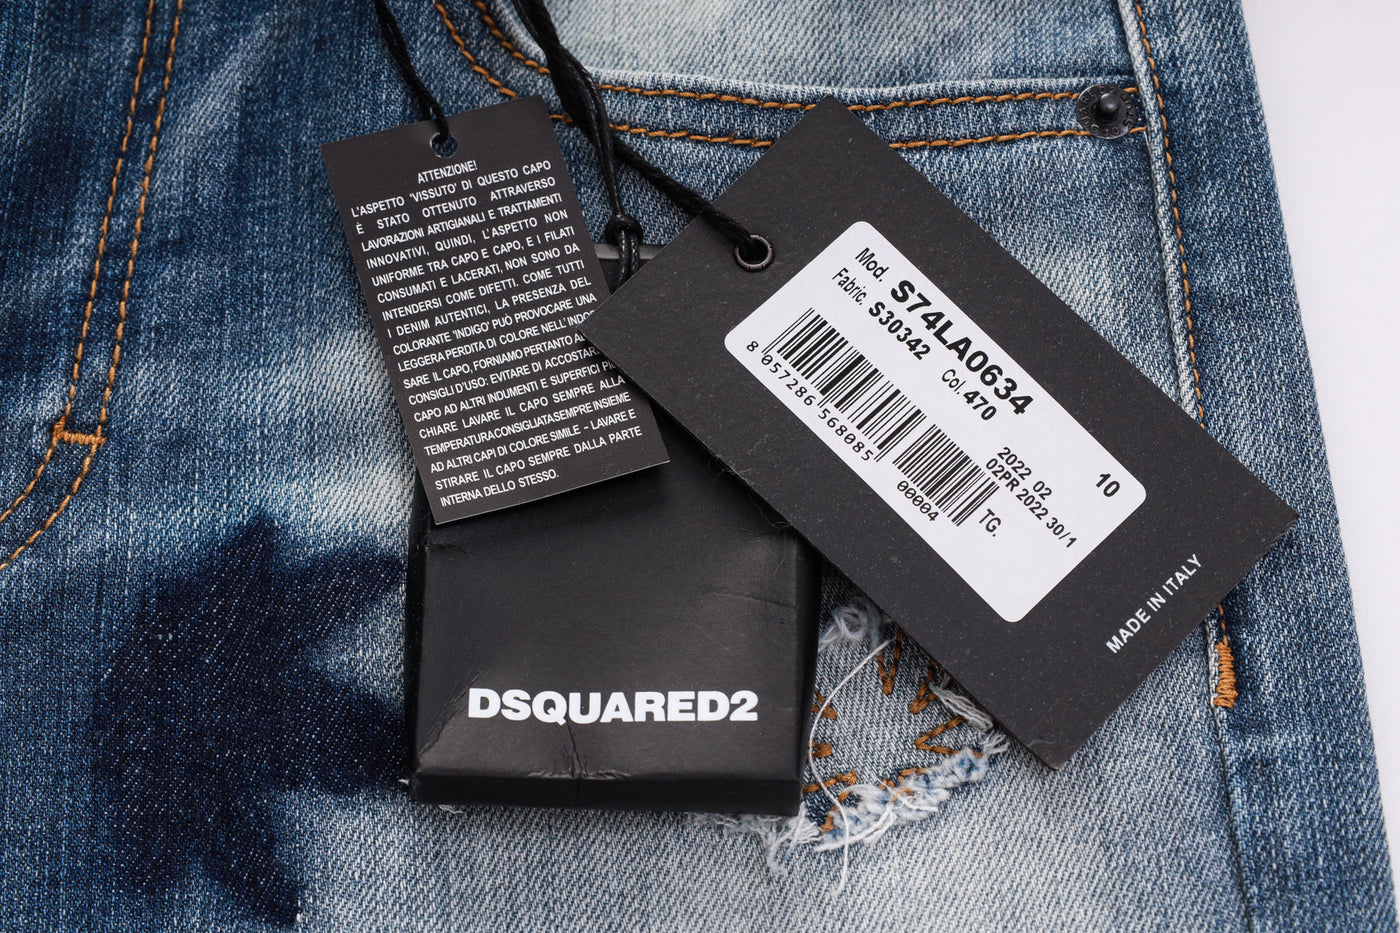 ATTENZIONE!
L'ASPETTO 'VISSUTO' DI QUESTO CAPO
È STATO OTTENUTO ATTRAVERSO
LAVORAZIONI ARTIGIANALI E TRATTAMENTI
INNOVATIVI, QUINDI, L'ASPETTO NON
UNIFORME TRA CAPO E CAPO, E I FILATI
CONSUMATI E LACERATI, NON SONO DA
INTENDERSI COME DIFETTI. COME TUTTI
I DENIM AUTENTICI, LA PRESENZA DEL
COLORANTE 'INDIGO' PUÒ PROVOCARE UNA
LEGGERA PERDITA DI COLORE NELL'INDOS
SARE IL CAPO, FORNIAMO PERTANTO
CONSIGLI D'USO: EVITARE DI ACCOSTAR
CAPO AD ALTRI INDUMENTI E SUPERFICI PI
CHIARE LAVARE IL CAPO SEMPRE ALLA
TEMPERATURA CONSIGLIATA SEMPRE INSIEME
AD ALTRI CAPI DI COLORE SIMILE - LAVARE E
STIRARE IL CAPO SEMPRE DALLA PARTE
INTERNA DELLO STESSO.
DSQUARED2
Mod. S74LA0634
Fabric. S30342 Col. 470
8 057286 568085 00004
2022 02
02PR 2022 30/1
TG. 10
MADE IN ITALY